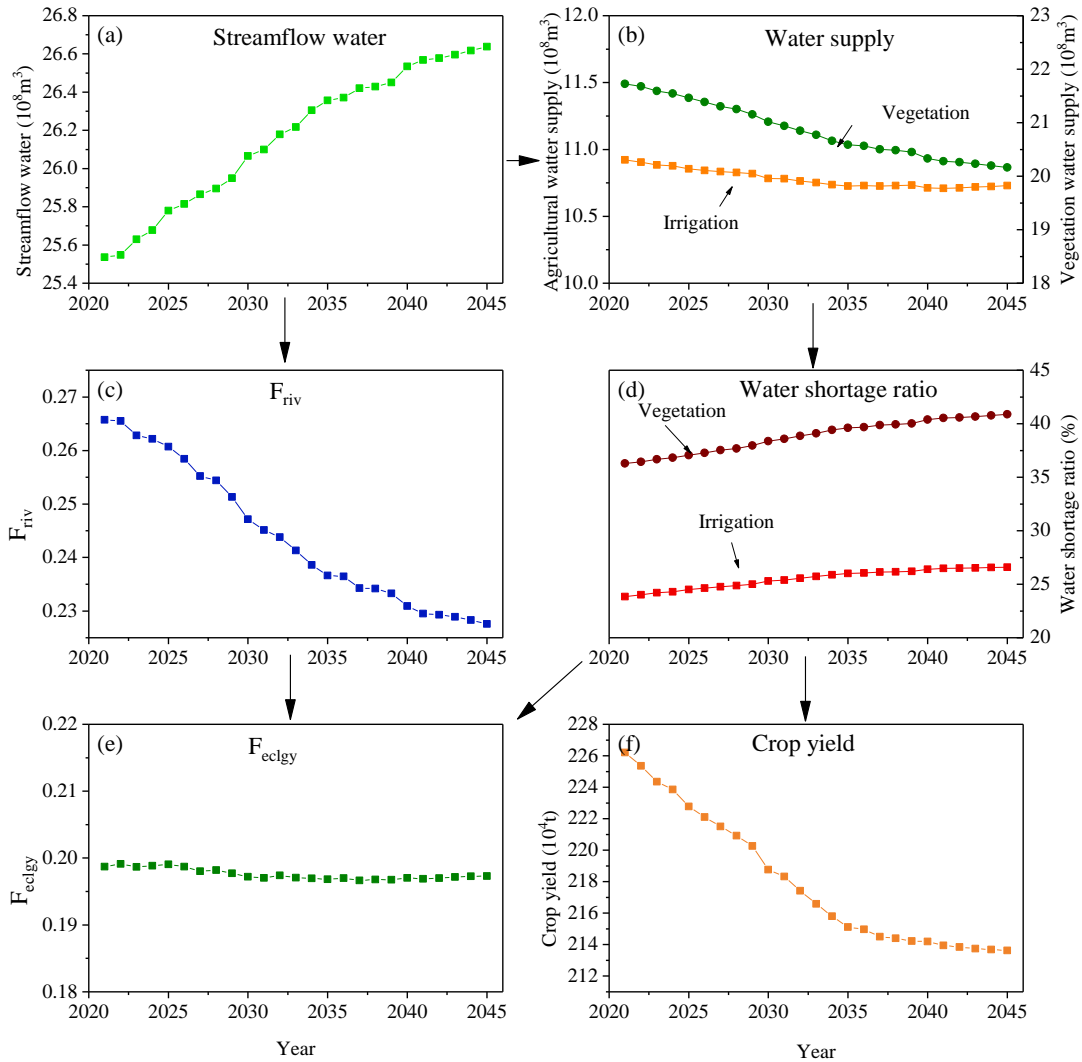 (a) Streamflow water
Streamflow water (10⁸m³)
26.8
26.6
26.4
26.2
26.0
25.8
25.6
25.4
2020 2025 2030 2035 2040 2045
(b) Water supply
Agricultural watter supply (10⁸m³)
12.0
11.5
11.0
10.5
10.0
Vegetation
Irrigation
Vegetation water supply (10⁸m³)
23
22
21
20
19
18
2020 2025 2030 2035 2040 2045
(c) F_riv
F_riv
0.27
0.26
0.25
0.24
0.23
2020 2025 2030 2035 2040 2045
(d) Water shortage ratio
Vegetation
Irrigation
Water shortage ratio (%)
45
40
35
30
25
20
2020 2025 2030 2035 2040 2045
(e) F_eclgy
F_eclgy
0.22
0.21
0.20
0.19
0.18
2020 2025 2030 2035 2040 2045
Year
(f) Crop yield
Crop yield (10⁴t)
228
226
224
222
220
218
216
214
212
2020 2025 2030 2035 2040 2045
Year